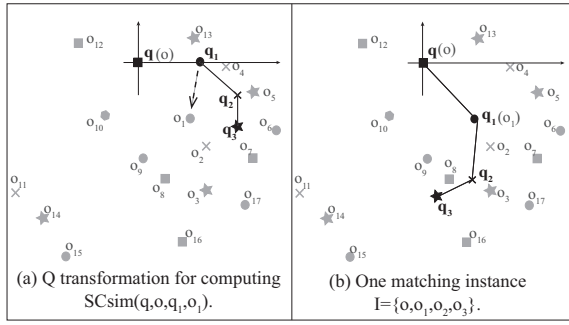 o₁₂
o₁₃
q (o)
q₁
o₄
q₂
o₅
o₁₀
o₁
q₃
o₆
o₂
o₇
o₉
o₈
o₃
o₁₁
o₁₇
o₁₄
o₁₆
o₁₅
(a) Q transformation for computing
SCsim(q,o,q₁,o₁).
o₁₂
o₁₃
q (o)
o₄
o₅
o₁₀
q₁(o₁)
o₆
o₂
o₇
o₉
o₈
q₂
o₃
q₃
o₁₁
o₁₇
o₁₄
o₁₆
o₁₅
(b) One matching instance
I={o,o₁,o₂,o₃}.